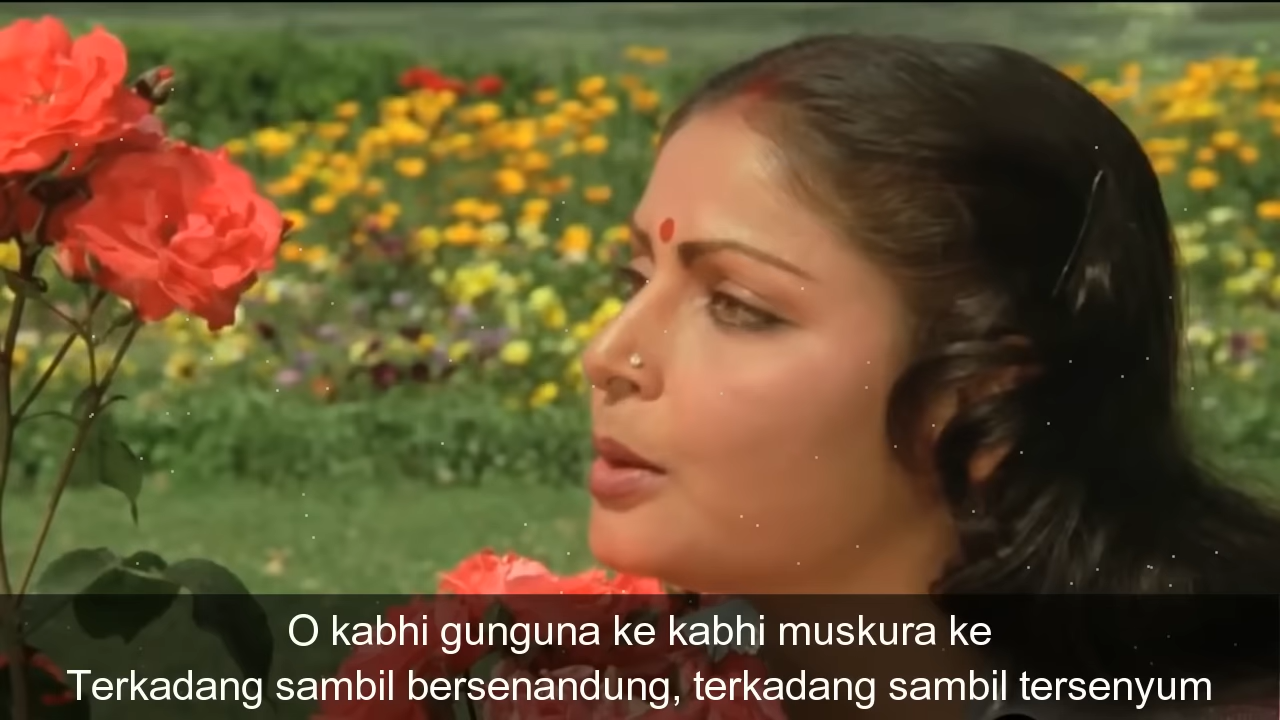 O kabhi gunguna ke kabhi muskura ke
Terkadang sambil bersenandung, terkadang sambil tersenyum